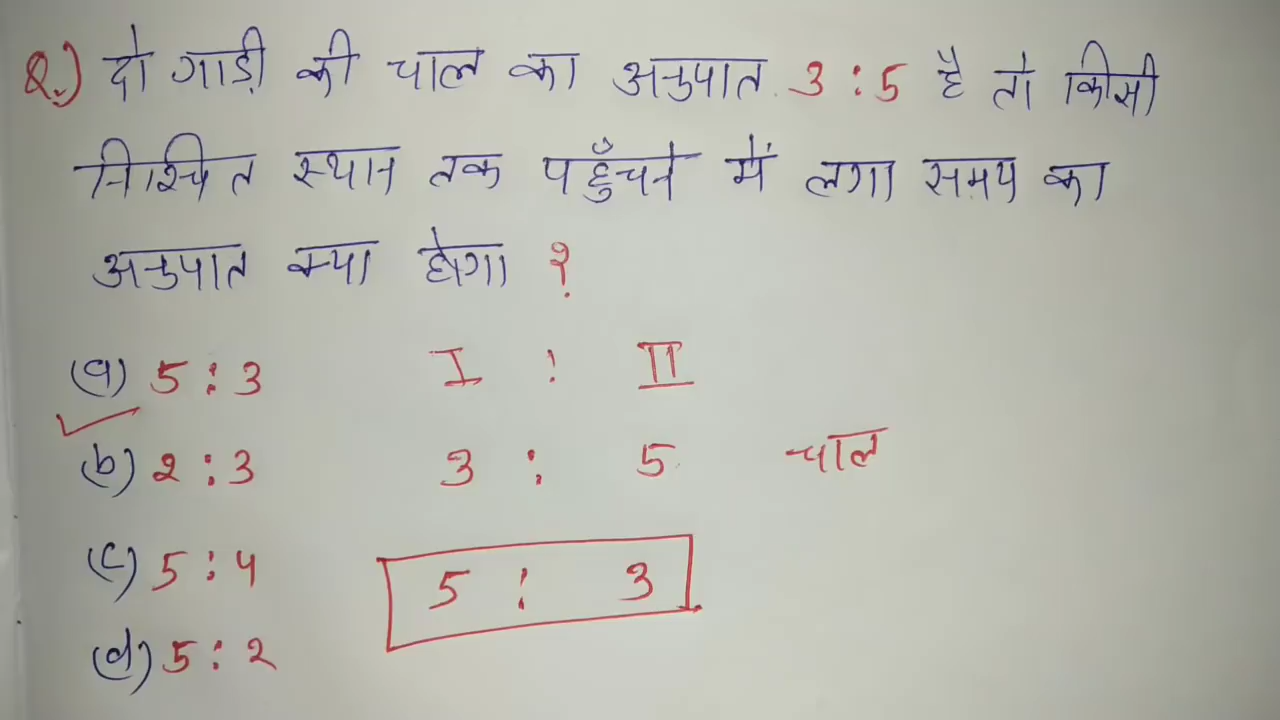 Q.) दो गाड़ी की चाल का अनुपात 3 : 5 है तो किसी
निश्चित स्थान तक पहुँचने में लगा समय का
अनुपात क्या होगा ?
(a) 5 : 3
I : II
(b) 2 : 3
3 : 5 चाल
(c) 5 : 4
5 : 3
(d) 5 : 2